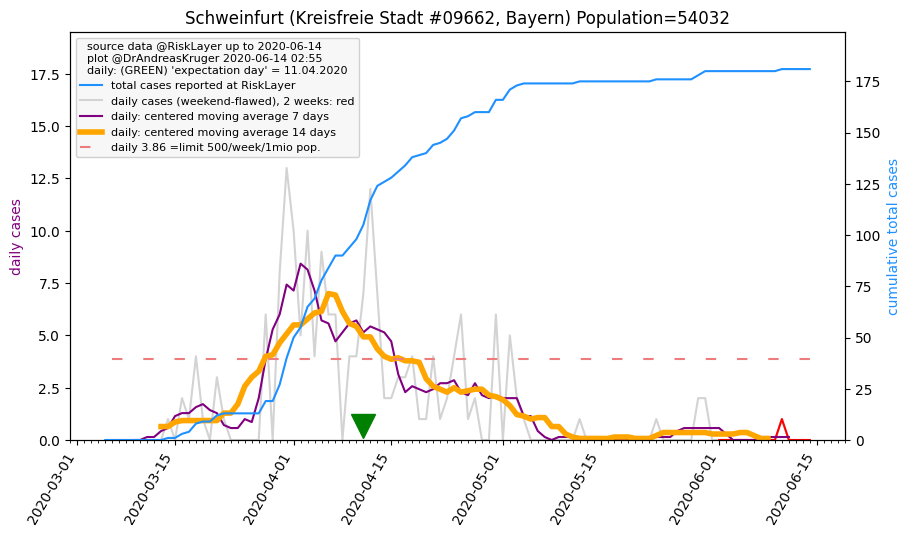 Schweinfurt (Kreisfreie Stadt #09662, Bayern) Population=54032
source data @RiskLayer up to 2020-06-14
plot @DrAndreasKruger 2020-06-14 02:55
daily: (GREEN) 'expectation day' = 11.04.2020
total cases reported at RiskLayer
daily cases (weekend-flawed), 2 weeks: red
daily: centered moving average 7 days
daily: centered moving average 14 days
daily 3.86 =limit 500/week/1mio pop.
daily cases
17.5
15.0
12.5
10.0
7.5
5.0
2.5
0.0
175
150
125
100
75
50
25
0
cumulative total cases
2020-03-01
2020-03-15
2020-04-01
2020-04-15
2020-05-01
2020-05-15
2020-06-01
2020-06-15